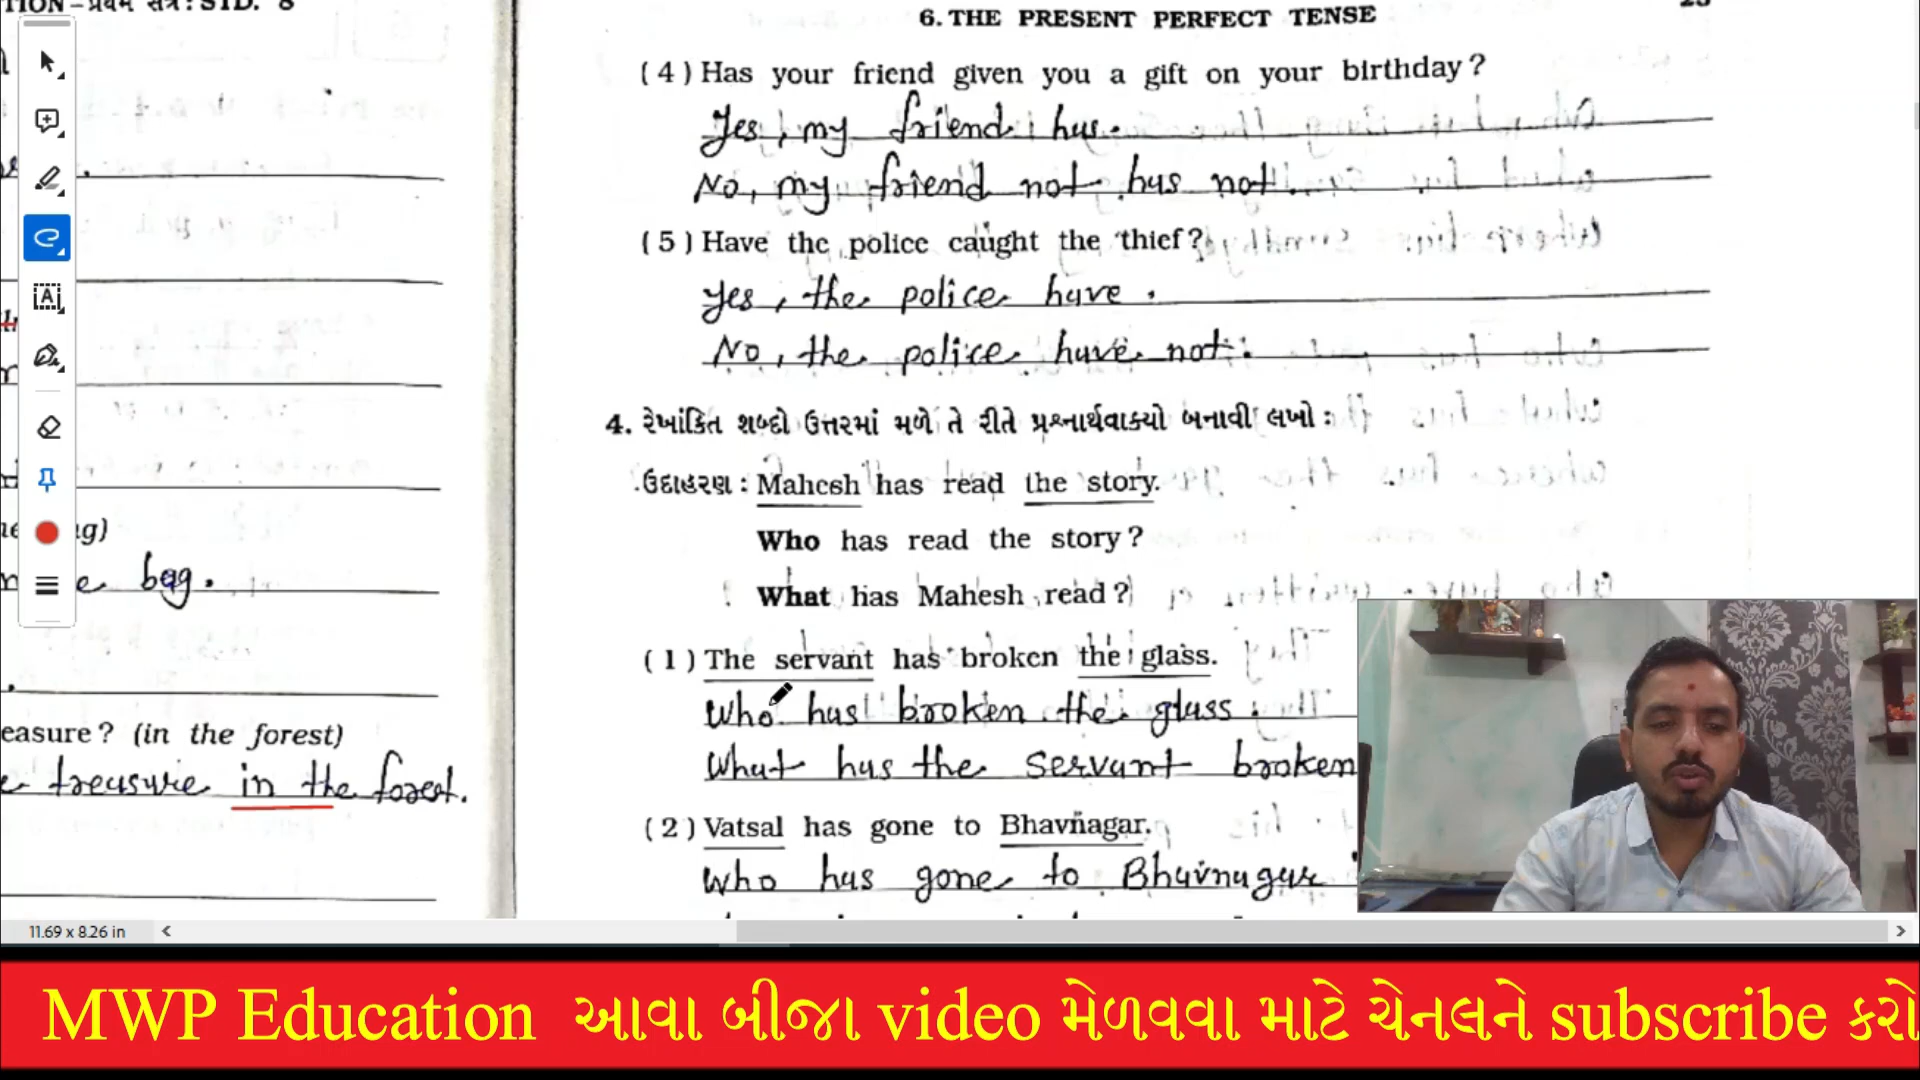 TION – પ્રથમ સત્ર : STD. 8
bag.
easure? (in the forest)
treasure in the forest.
6. THE PRESENT PERFECT TENSE
(4) Has your friend given you a gift on your birthday?
Yes, my friend has.
No, my friend not has not.
(5) Have the police caught the thief?
Yes, the police have.
No, the police have not.
4. રેખાંકિત શબ્દો ઉત્તરમાં મળે તે રીતે પ્રશ્નાર્થવાક્યો બનાવી લખો :
ઉદાહરણ : Mahesh has read the story.
Who has read the story?
What has Mahesh read?
(1) The servant has broken the glass.
Who has broken the glass.
What has the servant broken
(2) Vatsal has gone to Bhavnagar.
Who has gone to Bhavnagar
11.69 x 8.26 in
MWP Education આવા બીજા video મેળવવા માટે ચેનલને subscribe કરો